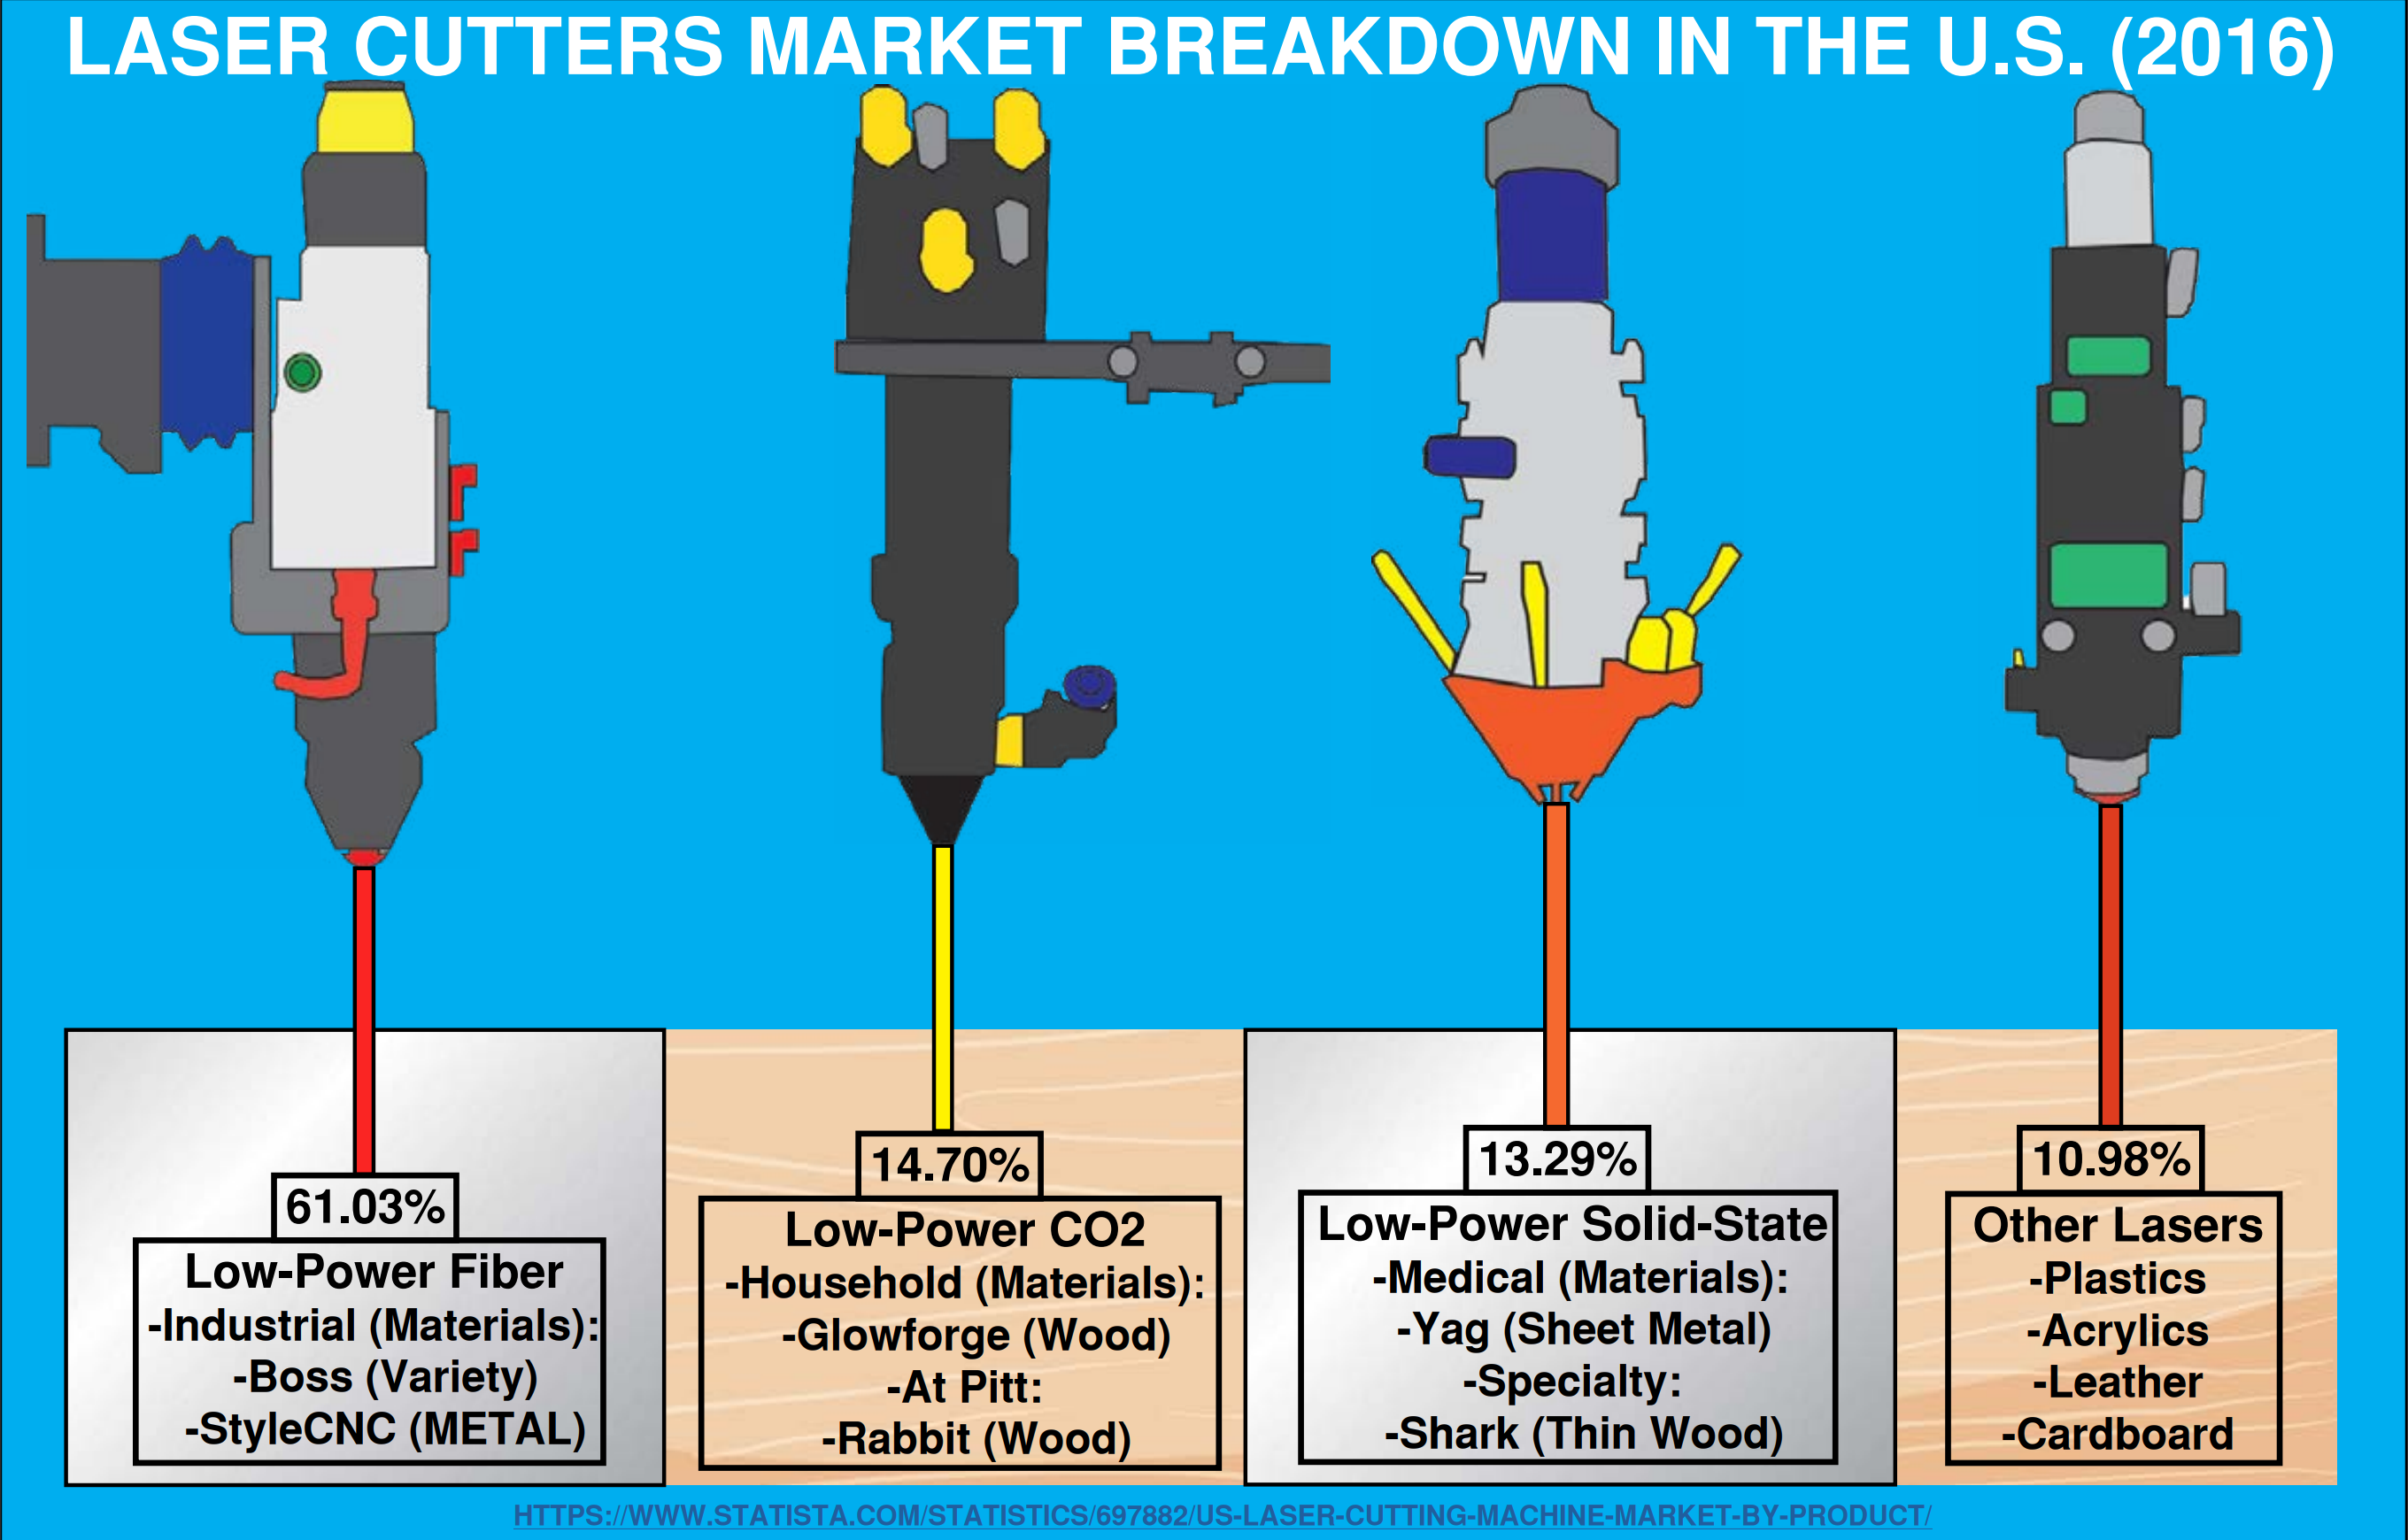 LASER CUTTERS MARKET BREAKDOWN IN THE U.S. (2016)
61.03%
Low-Power Fiber
-Industrial (Materials):
-Boss (Variety)
-StyleCNC (METAL)
14.70%
Low-Power CO2
-Household (Materials):
-Glowforge (Wood)
-At Pitt:
-Rabbit (Wood)
13.29%
Low-Power Solid-State
-Medical (Materials):
-Yag (Sheet Metal)
-Specialty:
-Shark (Thin Wood)
10.98%
Other Lasers
-Plastics
-Acrylics
-Leather
-Cardboard
HTTPS://WWW.STATISTA.COM/STATISTICS/697882/US-LASER-CUTTING-MACHINE-MARKET-BY-PRODUCT/